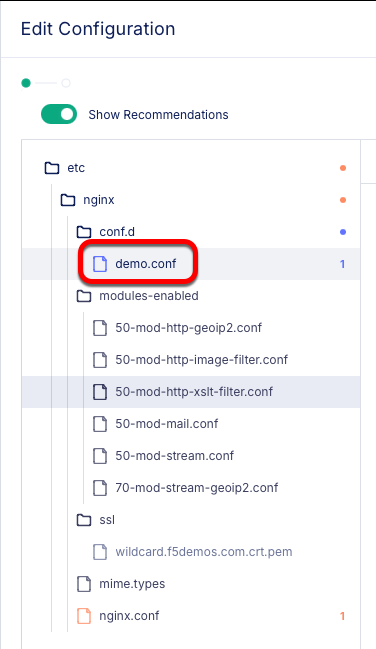 Edit Configuration
Show Recommendations
etc
nginx
conf.d
demo.conf 1
modules-enabled
50-mod-http-geoip2.conf
50-mod-http-image-filter.conf
50-mod-http-xslt-filter.conf
50-mod-mail.conf
50-mod-stream.conf
70-mod-stream-geoip2.conf
ssl
wildcard.f5demos.com.crt.pem
mime.types
nginx.conf 1